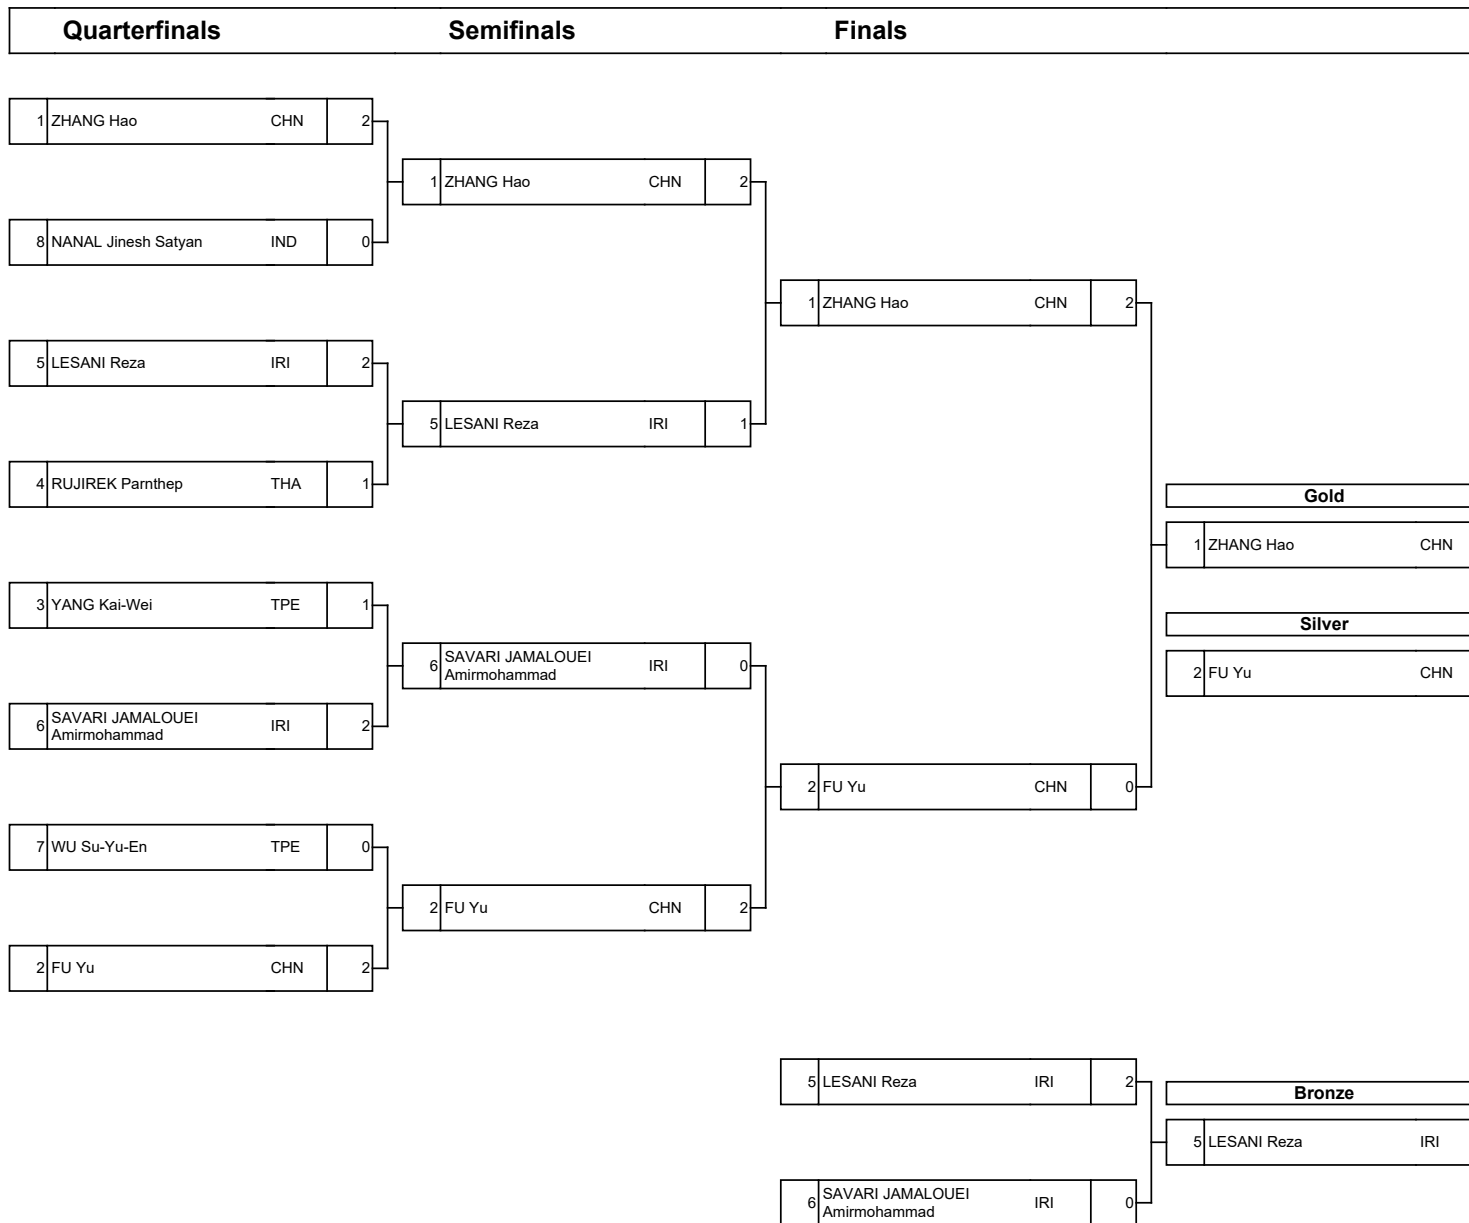 Quarterfinals Semifinals Finals
1 ZHANG Hao CHN 2
1 ZHANG Hao CHN 2
8 NANAL Jinesh Satyan IND 0
1 ZHANG Hao CHN 2
5 LESANI Reza IRI 2
5 LESANI Reza IRI 1
4 RUJIREK Parnthep THA 1
Gold
1 ZHANG Hao CHN
3 YANG Kai-Wei TPE 1
Silver
6 SAVARI JAMALOUEI
Amirmohammad IRI 0
2 FU Yu CHN
6 SAVARI JAMALOUEI
Amirmohammad IRI 2
2 FU Yu CHN 0
7 WU Su-Yu-En TPE 0
2 FU Yu CHN 2
2 FU Yu CHN 2
5 LESANI Reza IRI 2
Bronze
5 LESANI Reza IRI
6 SAVARI JAMALOUEI
Amirmohammad IRI 0